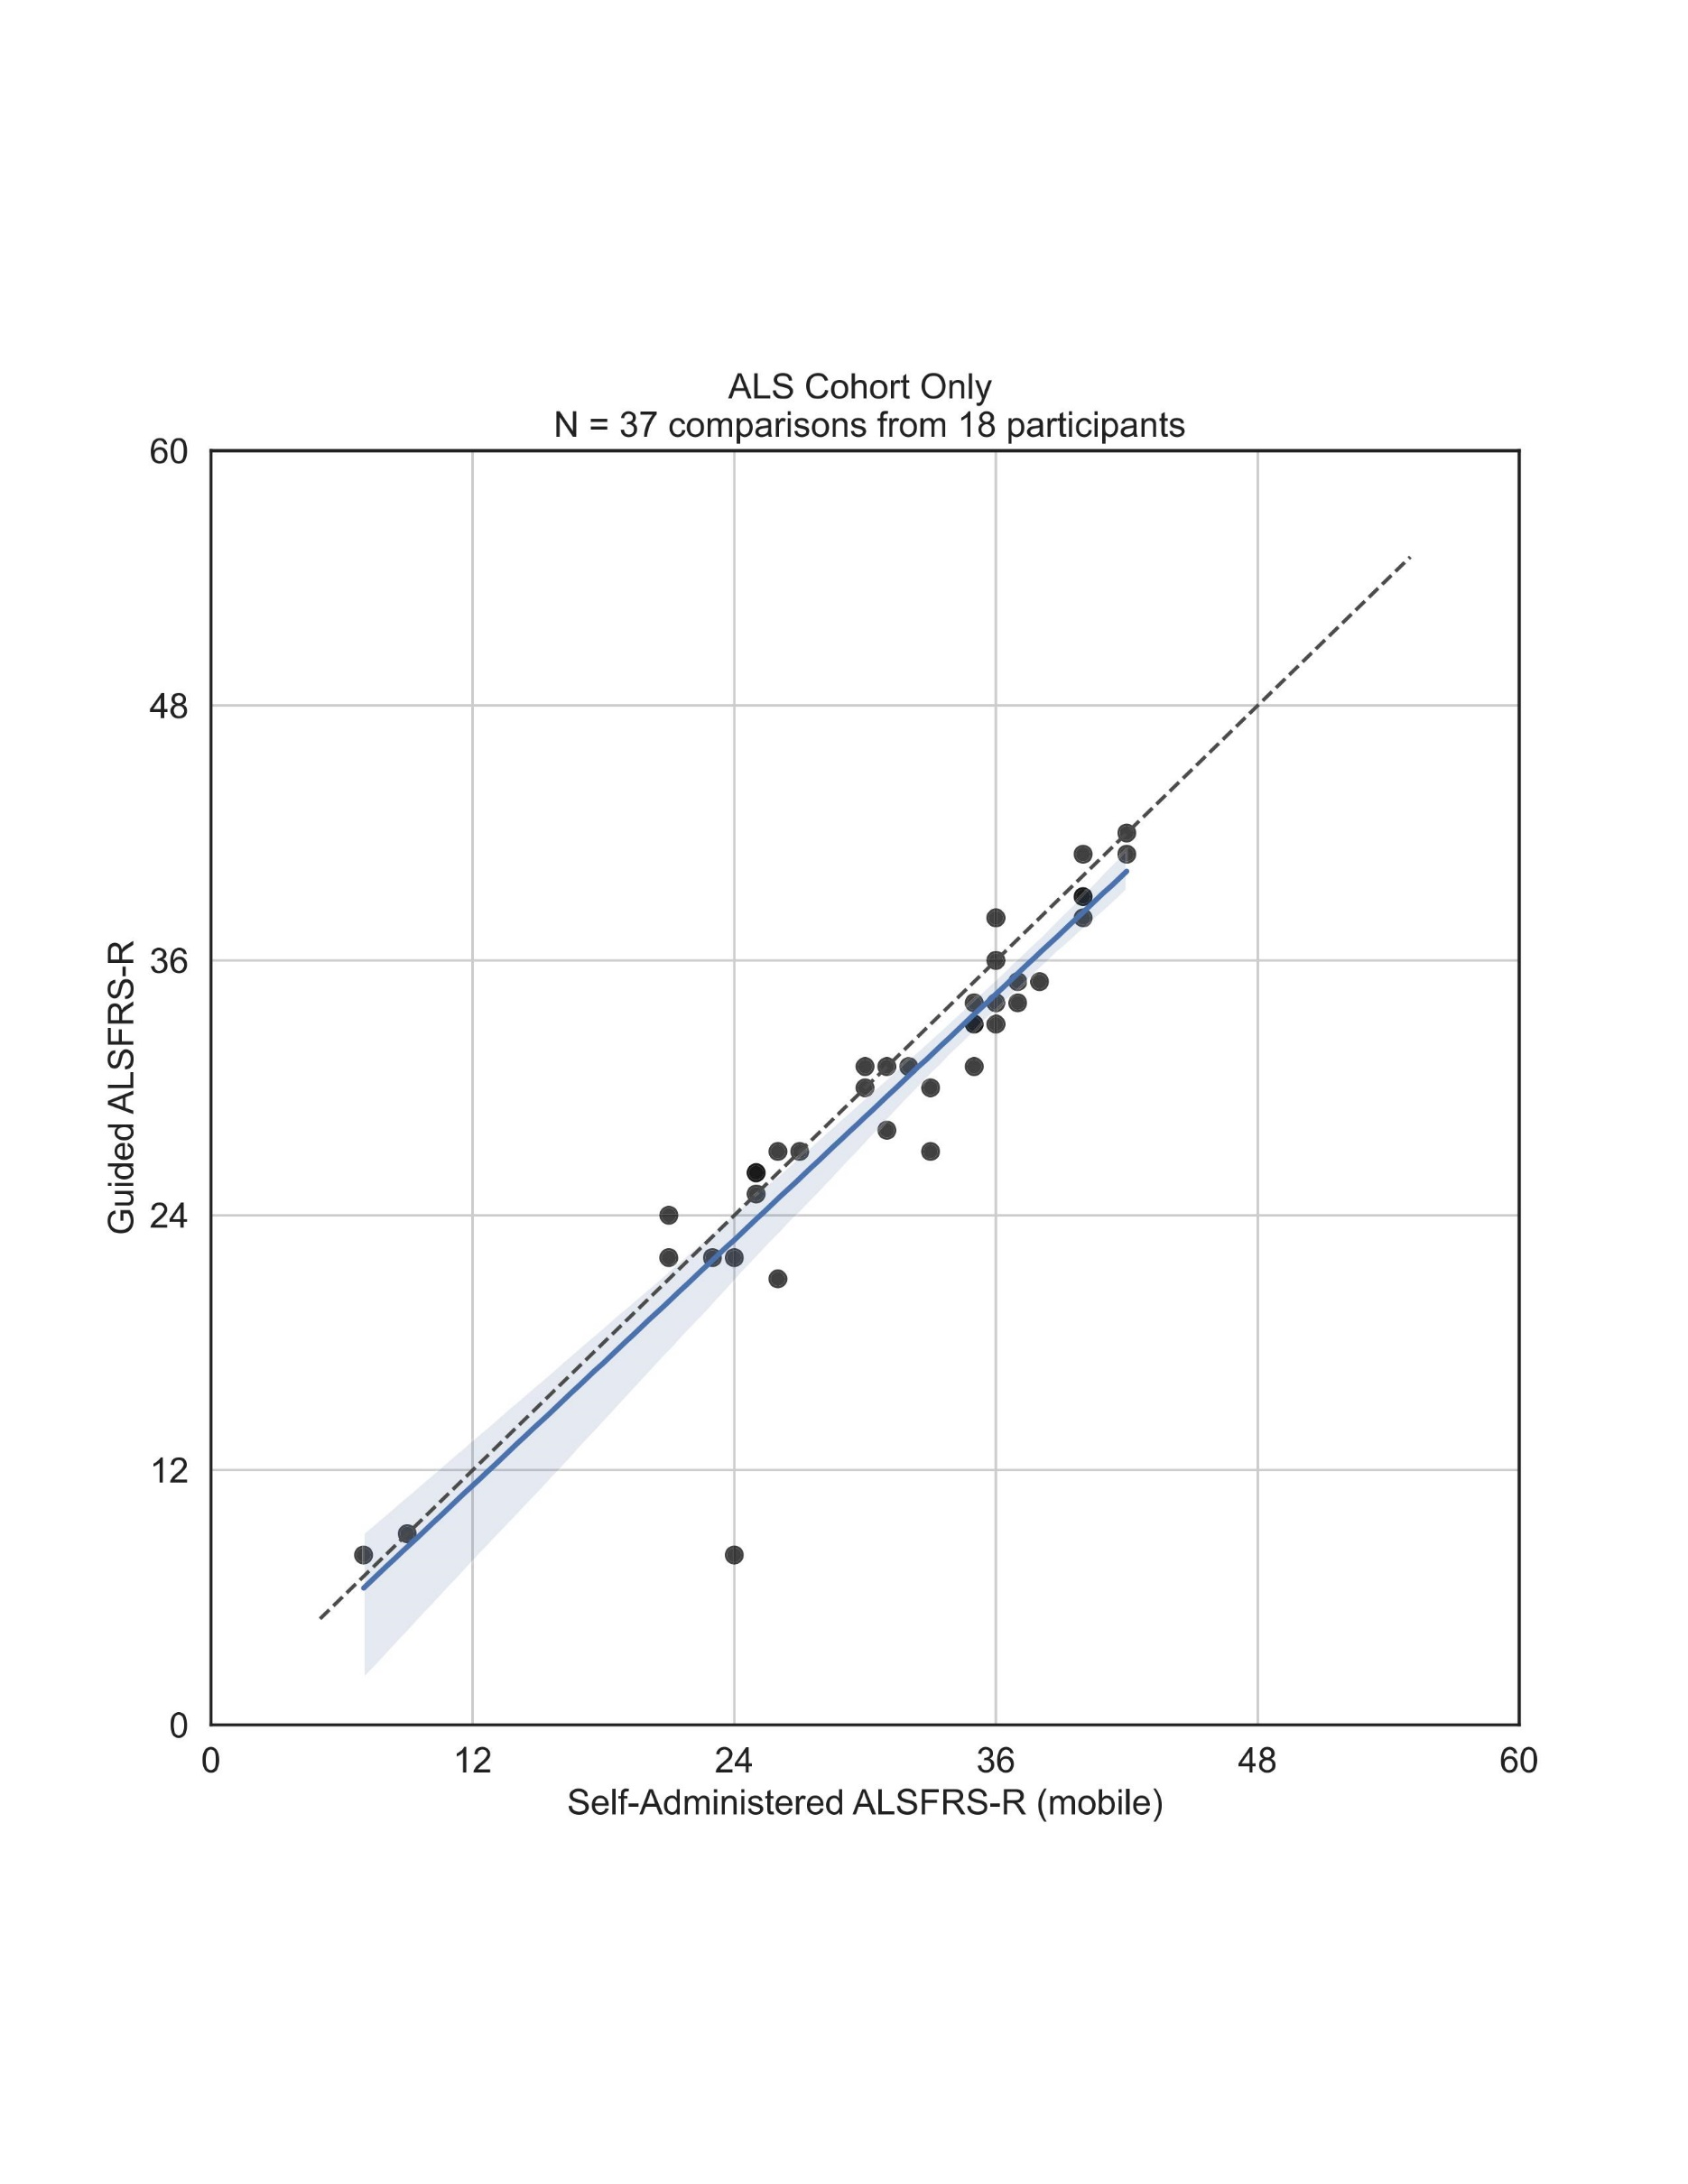 ALS Cohort Only
N = 37 comparisons from 18 participants
60
48
36
24
12
0
Guided ALSFRS-R
0 12 24 36 48 60
Self-Administered ALSFRS-R (mobile)